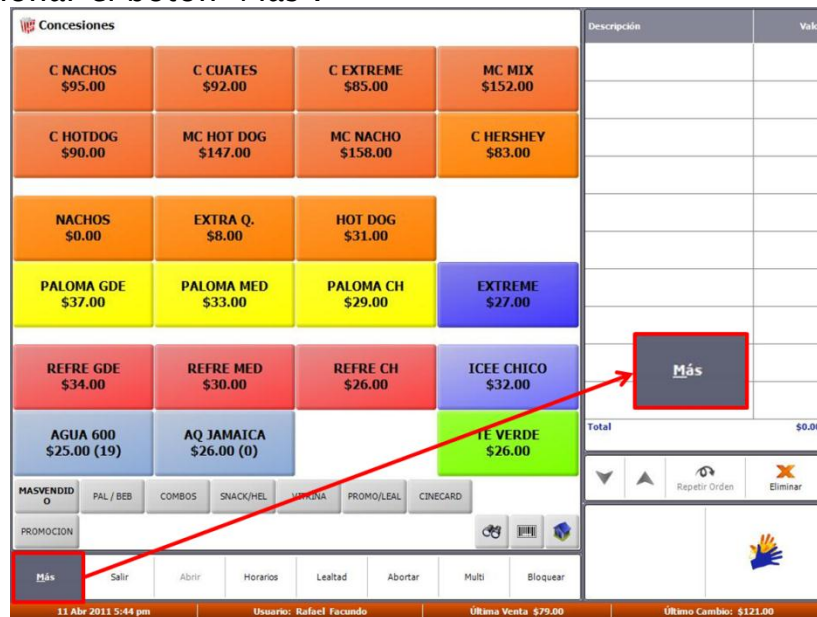 botón "Más".
Concesiones
Descripción
C NACHOS
$95.00
C CUATES
$92.00
C EXTREME
$85.00
MC MIX
$152.00
C HOTDOG
$90.00
MC HOT DOG
$147.00
MC NACHO
$158.00
C HERSHEY
$83.00
NACHOS
$0.00
EXTRA Q.
$8.00
HOT DOG
$31.00
PALOMA GDE
$37.00
PALOMA MED
$33.00
PALOMA CH
$29.00
EXTREME
$27.00
REFRE GDE
$34.00
REFRE MED
$30.00
REFRE CH
$26.00
ICEE CHICO
$32.00
AGUA 600
$25.00 (19)
AQ JAMAICA
$26.00 (0)
TE VERDE
$26.00
Más
Total $0.00
MASVENDID
O
PAL / BEB
COMBOS
SNACK/HEL
VITRINA
PROMO/LEAL
CINECARD
PROMOCION
Repetir Orden
Eliminar
Más
Salir
Abrir
Horarios
Lealtad
Abortar
Multi
Bloquear
11 Abr 2011 5:44 pm
Usuario: Rafael Facundo
Última Venta $79.00
Último Cambio: $121.00